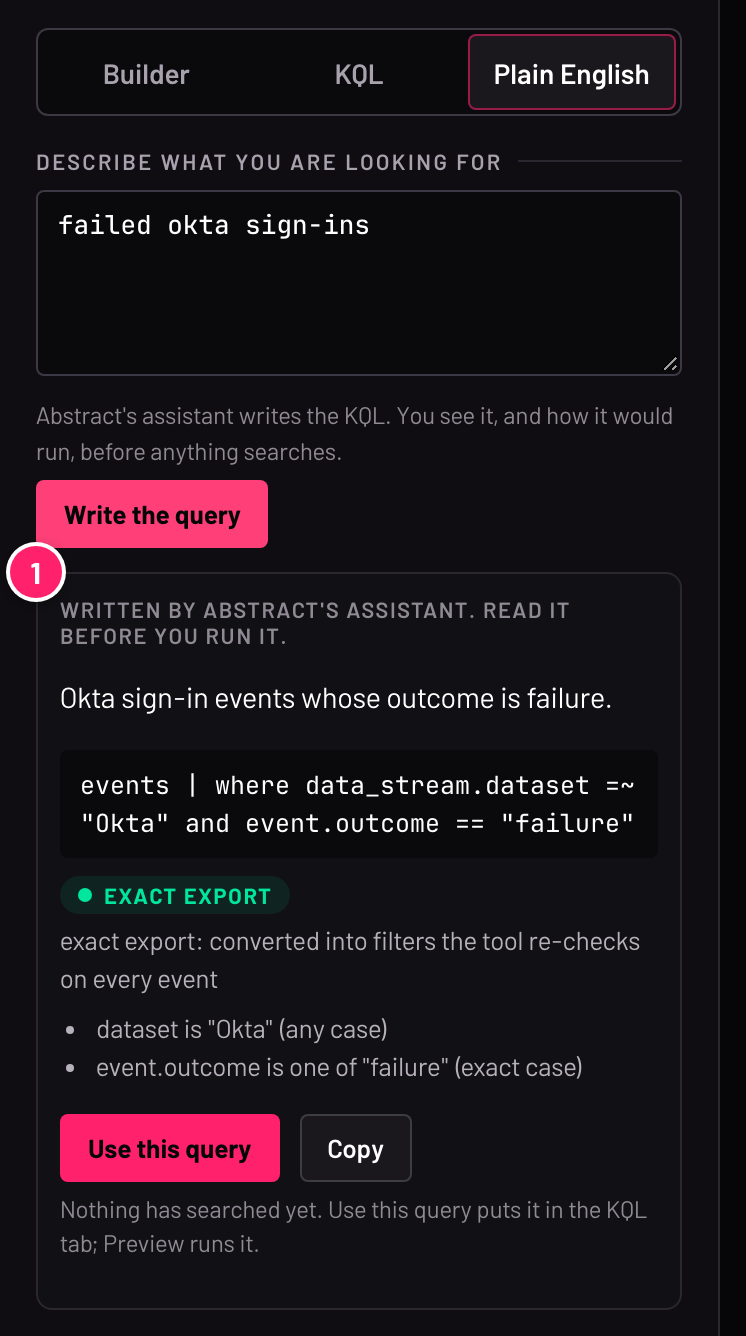 Builder
KQL
Plain English
DESCRIBE WHAT YOU ARE LOOKING FOR
failed okta sign-ins
Abstract's assistant writes the KQL. You see it, and how it would
run, before anything searches.
Write the query
1
WRITTEN BY ABSTRACT'S ASSISTANT. READ IT
BEFORE YOU RUN IT.
Okta sign-in events whose outcome is failure.
events | where data_stream.dataset =~
"Okta" and event.outcome == "failure"
EXACT EXPORT
exact export: converted into filters the tool re-checks
on every event
• dataset is "Okta" (any case)
• event.outcome is one of "failure" (exact case)
Use this query
Copy
Nothing has searched yet. Use this query puts it in the KQL
tab; Preview runs it.